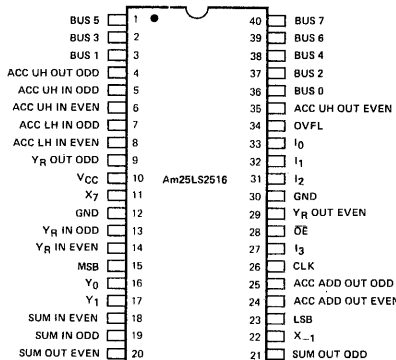 BUS 5 1 40 BUS 7
BUS 3 2 39 BUS 6
BUS 1 3 38 BUS 4
ACC UH OUT ODD 4 37 BUS 2
ACC UH IN ODD 5 36 BUS 0
ACC UH IN EVEN 6 35 ACC UH OUT EVEN
ACC LH IN ODD 7 34 OVFL
ACC LH IN EVEN 8 33 I0
YR OUT ODD 9 32 I1
VCC 10 Am25LS2516 31 I2
X7 11 30 GND
GND 12 29 YR OUT EVEN
YR IN ODD 13 28 OE
YR IN EVEN 14 27 I3
MSB 15 26 CLK
Y0 16 25 ACC ADD OUT ODD
Y1 17 24 ACC ADD OUT EVEN
SUM IN EVEN 18 23 LSB
SUM IN ODD 19 22 X−1
SUM OUT EVEN 20 21 SUM OUT ODD